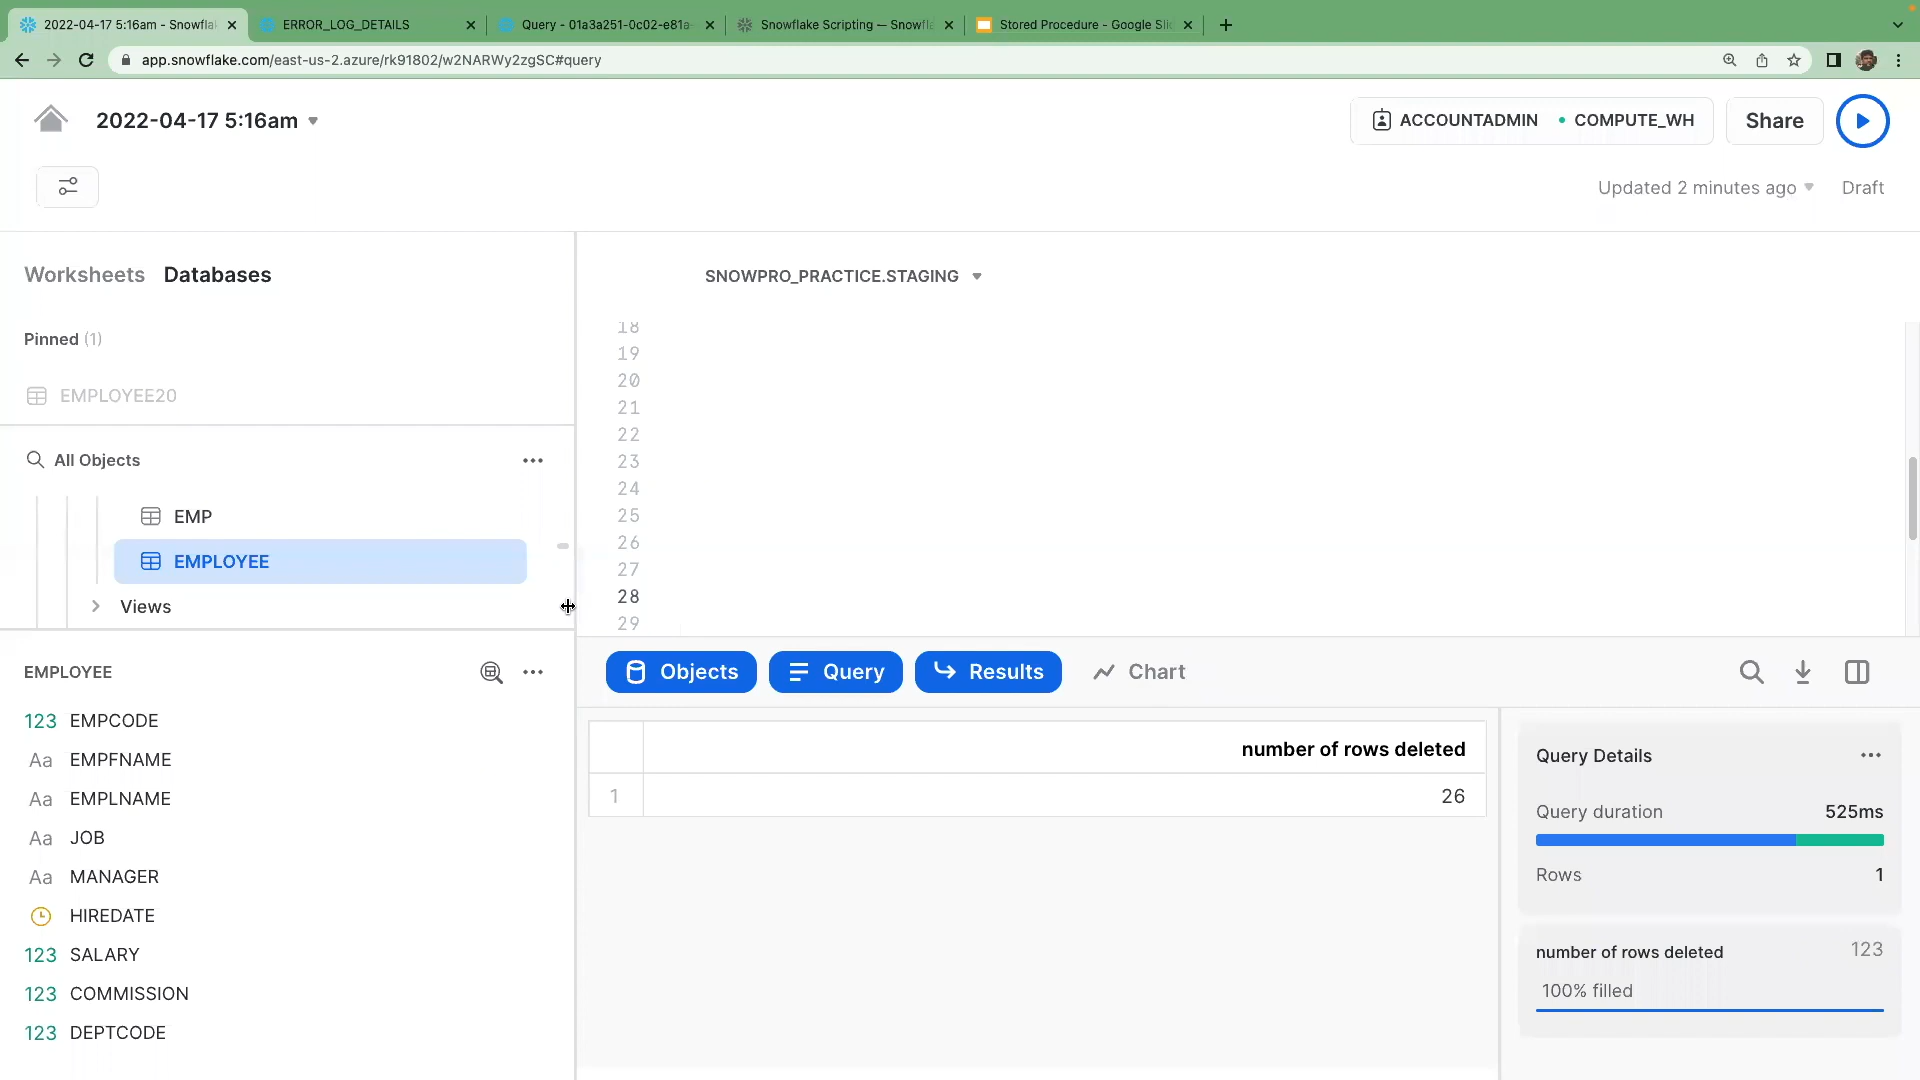 2022-04-17 5:16am - Snowfla
ERROR_LOG_DETAILS
Query - 01a3a251-0c02-e81a-
Snowflake Scripting — Snowfl
Stored Procedure - Google Slid
app.snowflake.com/east-us-2.azure/rk91802/w2NARWy2zgSC#query
2022-04-17 5:16am
ACCOUNTADMIN
COMPUTE_WH
Share
Updated 2 minutes ago
Draft
Worksheets
Databases
Pinned (1)
EMPLOYEE20
All Objects
EMP
EMPLOYEE
Views
EMPLOYEE
123 EMPCODE
Aa EMPFNAME
Aa EMPLNAME
Aa JOB
Aa MANAGER
HIREDATE
123 SALARY
123 COMMISSION
123 DEPTCODE
SNOWPRO_PRACTICE.STAGING
18
19
20
21
22
23
24
25
26
27
28
29
Objects
Query
Results
Chart
number of rows deleted
1 26
Query Details
Query duration 525ms
Rows 1
number of rows deleted 123
100% filled